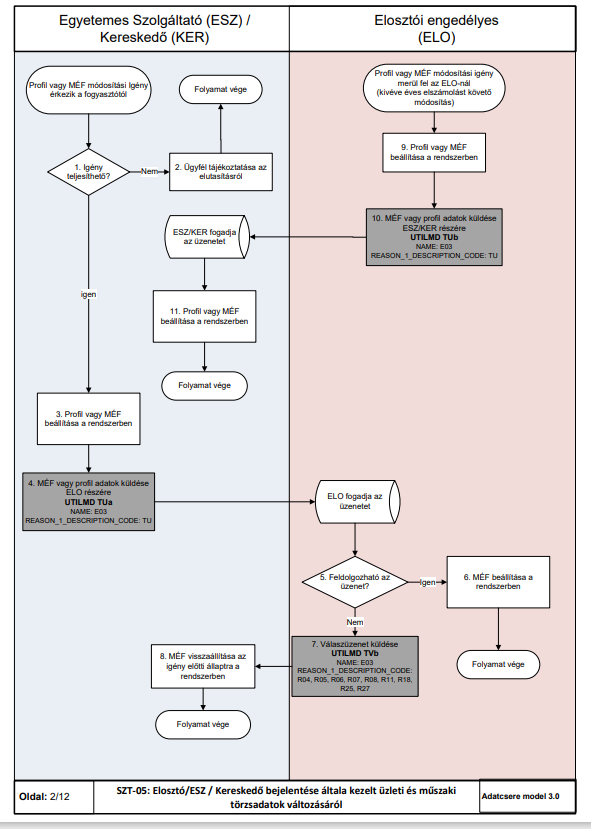 Egyetemes Szolgáltató (ESZ) /
Kereskedő (KER)
Elosztói engedélyes
(ELO)
Profil vagy MÉF módosítási Igény
érkezik a fogyasztótól
Folyamat vége
Profil vagy MÉF módosítási igény
merül fel az ELO-nál
(kivéve éves elszámolást követő
módosítás)
1. Igény
teljesíthető?
Nem
2. Ügyfél tájékoztatása az
elutasításról
9. Profil vagy MÉF
beállítása a rendszerben
10. MÉF vagy profil adatok küldése
ESZ/KER részére
UTILMD TUb
NAME: E03
REASON_1_DESCRIPTION_CODE: TU
ESZ/KER fogadja
az üzenetet
igen
11. Profil vagy MÉF
beállítása a rendszerben
Folyamat vége
3. Profil vagy MÉF
beállítása a rendszerben
4. MÉF vagy profil adatok küldése
ELO részére
UTILMD TUa
NAME: E03
REASON_1_DESCRIPTION_CODE: TU
ELO fogadja az
üzenetet
5. Feldolgozható az
üzenet?
Igen
6. MÉF beállítása a
rendszerben
Nem
7. Válaszüzenet küldése
UTILMD TVb
NAME: E03
REASON_1_DESCRIPTION_CODE:
R04, R05, R06, R07, R08, R11, R18,
R25, R27
8. MÉF visszaállítása az
igény előtti állaptra a
rendszerben
Folyamat vége
Folyamat vége
Oldal: 2/12
SZT-05: Elosztó/ESZ / Kereskedő bejelentése általa kezelt üzleti és műszaki
törzsadatok változásáról
Adatcsere model 3.0